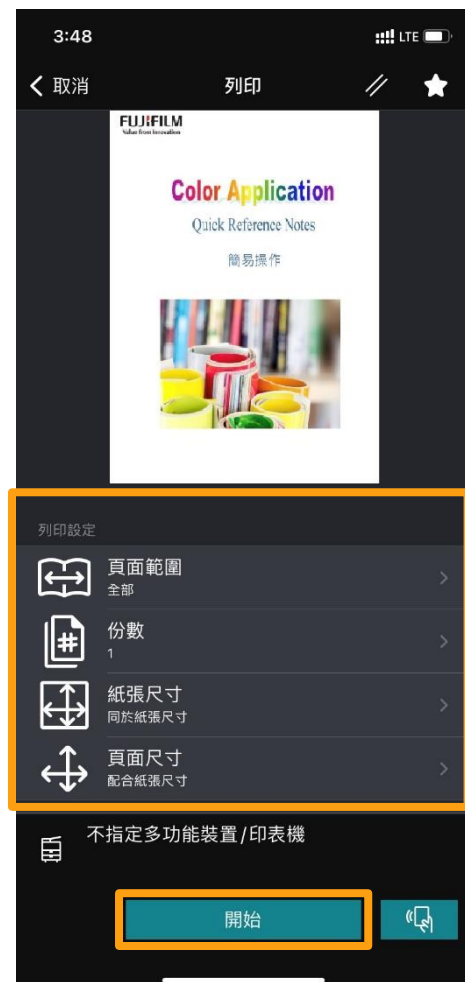 3:48
LTE
取消
列印
FUJIFILM
Value from Innovation
Color Application
Quick Reference Notes
簡易操作
列印設定
頁面範圍
全部
#
份數
1
紙張尺寸
同於紙張尺寸
頁面尺寸
配合紙張尺寸
不指定多功能裝置/印表機
開始